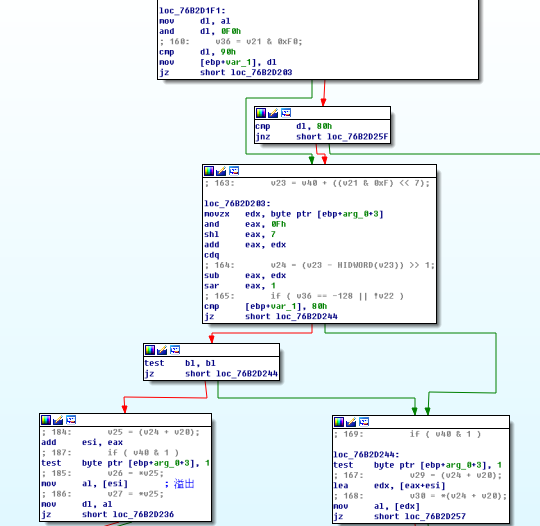 loc_76B2D1F1:
mov dl, al
and dl, 0F0h
; 160: v36 = v21 & 0xF0;
cmp dl, 90h
mov [ebp+var_1], dl
jz short loc_76B2D203
cmp dl, 80h
jnz short loc_76B2D25F
; 163: v23 = v40 + ((v21 & 0xF) << 7);
loc_76B2D203:
movzx edx, byte ptr [ebp+arg_0+3]
and eax, 0Fh
shl eax, 7
add eax, edx
cdq
; 164: v24 = (v23 - HIDWORD(v23)) >> 1;
sub eax, edx
sar eax, 1
; 165: if ( v36 == -128 || !v22 )
cmp [ebp+var_1], 80h
jz short loc_76B2D244
test bl, bl
jz short loc_76B2D244
; 184: v25 = (v24 + v20);
add esi, eax
; 187: if ( v40 & 1 )
test byte ptr [ebp+arg_0+3], 1
; 185: v26 = *v25;
mov al, [esi] ; 溢出
; 186: v27 = *v25;
mov dl, al
jz short loc_76B2D236
; 169: if ( v40 & 1 )
loc_76B2D244:
test byte ptr [ebp+arg_0+3], 1
; 167: v29 = (v24 + v20);
lea edx, [eax+esi]
; 168: v30 = *(v24 + v20);
mov al, [edx]
jz short loc_76B2D257